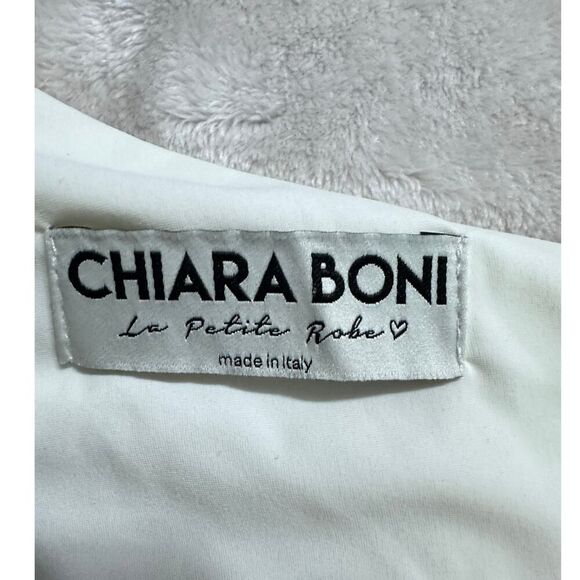 CHIARA BONI
La Petite Robe ♡
made in Italy